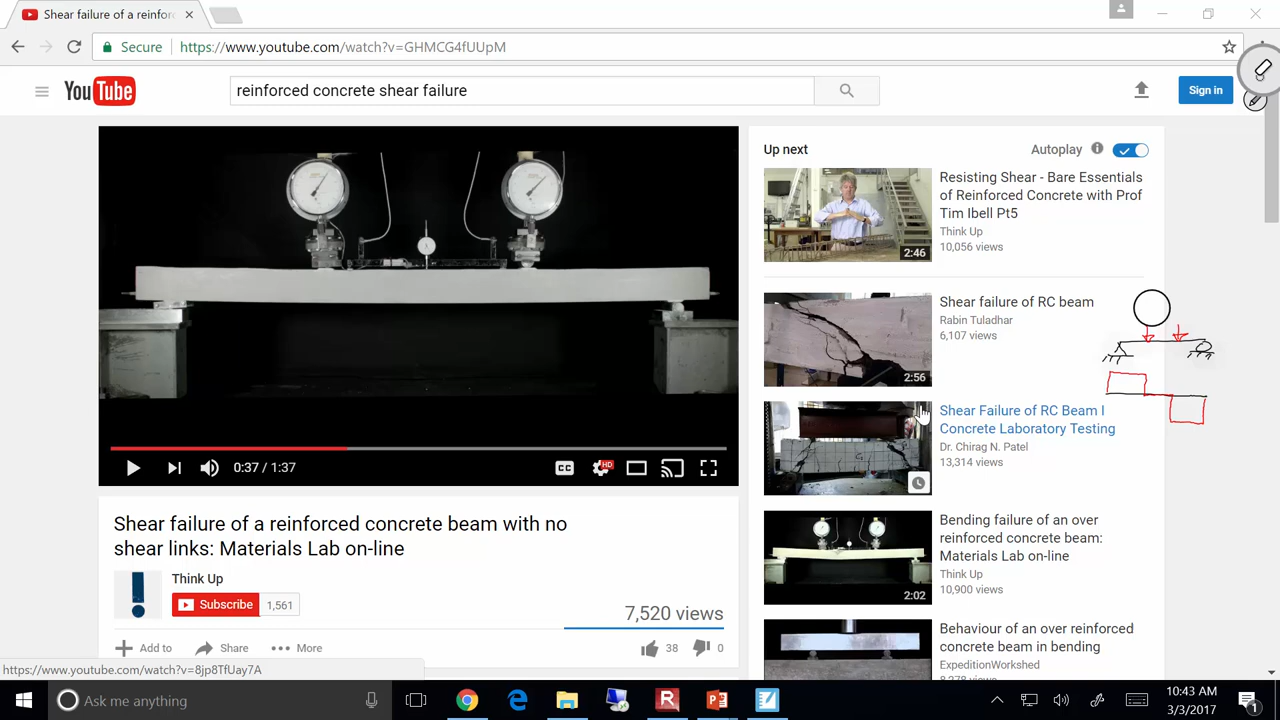 Shear failure of a reinforc
Secure
https://www.youtube.com/watch?v=GHMCG4fUUpM
YouTube
reinforced concrete shear failure
Sign in
Up next
Autoplay
Resisting Shear - Bare Essentials
of Reinforced Concrete with Prof
Tim Ibell Pt5
Think Up
10,056 views
2:46
Shear failure of RC beam
Rabin Tuladhar
6,107 views
2:56
Shear Failure of RC Beam I
Concrete Laboratory Testing
Dr. Chirag N. Patel
13,314 views
Bending failure of an over
reinforced concrete beam:
Materials Lab on-line
Think Up
10,900 views
2:02
Behaviour of an over reinforced
concrete beam in bending
ExpeditionWorkshed
8,278 views
0:37 / 1:37
CC
HD
Shear failure of a reinforced concrete beam with no
shear links: Materials Lab on-line
Think Up
Subscribe
1,561
7,520 views
Add to
Share
More
38
0
https://www.youtube.com/watch?v=8jp8TfUay7A
Ask me anything
10:43 AM
3/3/2017
1